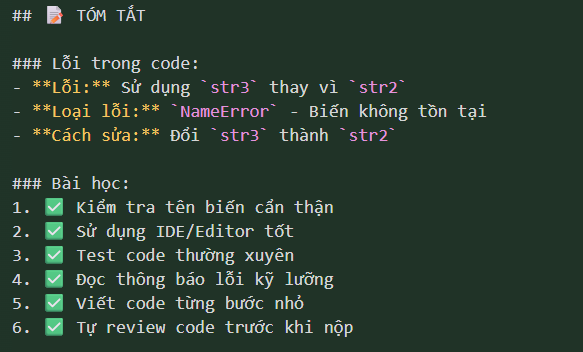 ## 📝 TÓM TẮT
### Lỗi trong code:
- **Lỗi:** Sử dụng `str3` thay vì `str2`
- **Loại lỗi:** `NameError` - Biến không tồn tại
- **Cách sửa:** Đổi `str3` thành `str2`
### Bài học:
1. ✅ Kiểm tra tên biến cẩn thận
2. ✅ Sử dụng IDE/Editor tốt
3. ✅ Test code thường xuyên
4. ✅ Đọc thông báo lỗi kỹ lưỡng
5. ✅ Viết code từng bước nhỏ
6. ✅ Tự review code trước khi nộp